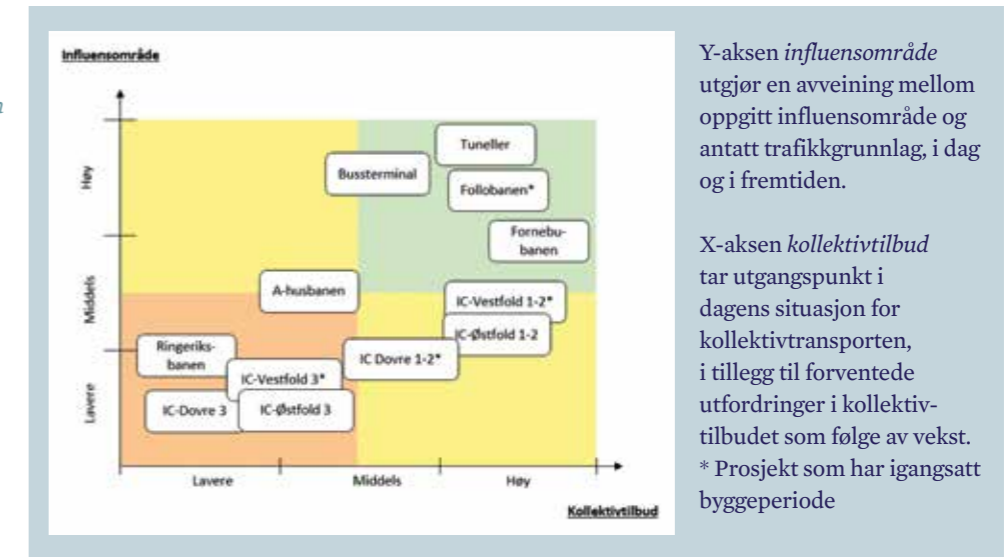 Influensområde
Høy
Middels
Lavere
Tuneller
Bussterminal
Follobanen*
Fornebu-
banen
A-husbanen
IC-Vestfold 1-2*
IC-Østfold 1-2
IC Dovre 1-2*
Ringeriks-
banen
IC-Vestfold 3*
IC-Dovre 3
IC-Østfold 3
Lavere
Middels
Høy
Kollektivtilbud
Y-aksen influensområde
utgjør en avveining mellom
oppgitt influensområde og
antatt trafikkgrunnlag, i dag
og i fremtiden.
X-aksen kollektivtilbud
tar utgangspunkt i
dagens situasjon for
kollektivtransporten,
i tillegg til forventede
utfordringer i kollektiv-
tilbudet som følge av vekst.
* Prosjekt som har igangsatt
byggeperiode